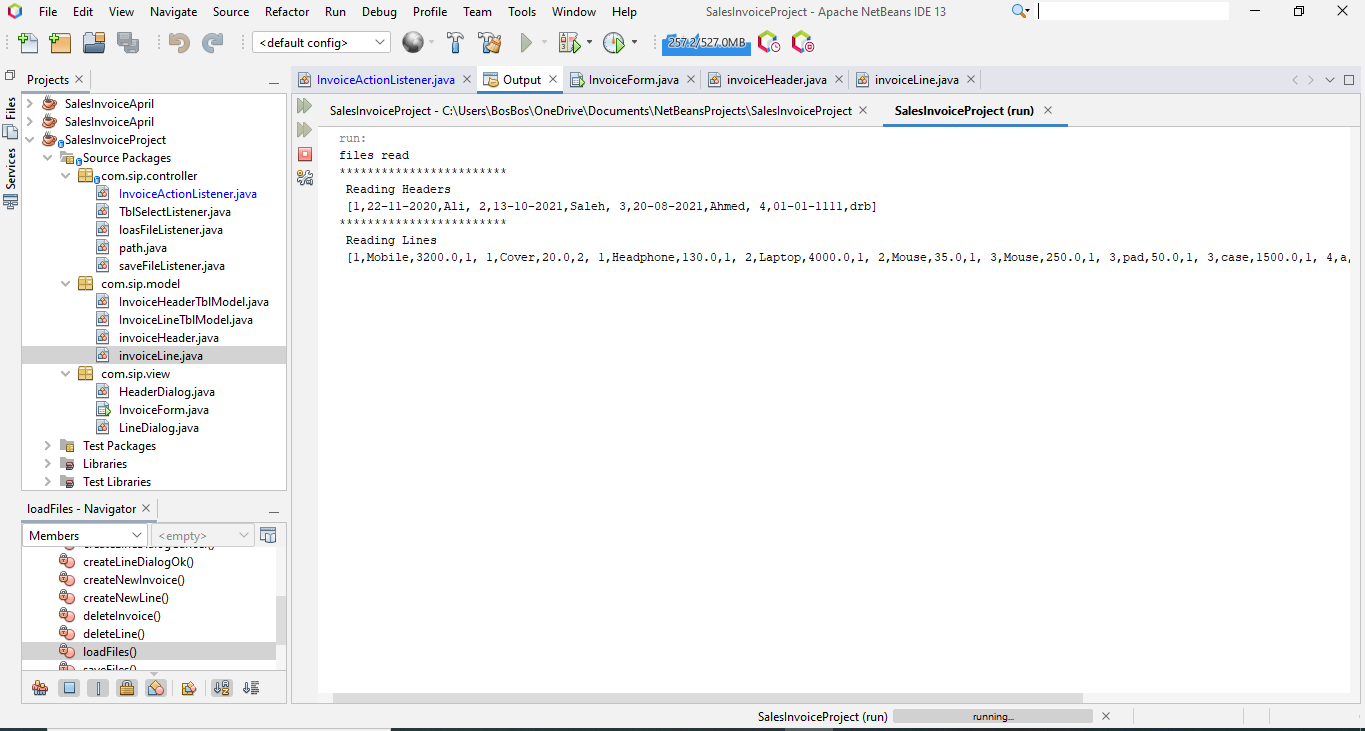 File Edit View Navigate Source Refactor Run Debug Profile Team Tools Window Help
SalesInvoiceProject - Apache NetBeans IDE 13
<default config>
257.2/527.0MB
Files
Services
Projects
SalesInvoiceApril
SalesInvoiceApril
SalesInvoiceProject
Source Packages
com.sip.controller
InvoiceActionListener.java
TblSelectListener.java
loasFileListener.java
path.java
saveFileListener.java
com.sip.model
InvoiceHeaderTblModel.java
InvoiceLineTblModel.java
invoiceHeader.java
invoiceLine.java
com.sip.view
HeaderDialog.java
InvoiceForm.java
LineDialog.java
Test Packages
Libraries
Test Libraries
loadFiles - Navigator
Members
<empty>
createLineDialogOk()
createNewInvoice()
createNewLine()
deleteInvoice()
deleteLine()
loadFiles()
saveFiles()
InvoiceActionListener.java Output InvoiceForm.java invoiceHeader.java invoiceLine.java
SalesInvoiceProject - C:\Users\BosBos\OneDrive\Documents\NetBeansProjects\SalesInvoiceProject
SalesInvoiceProject (run)
run:
files read
************************
Reading Headers
[1,22-11-2020,Ali, 2,13-10-2021,Saleh, 3,20-08-2021,Ahmed, 4,01-01-1111,drb]
************************
Reading Lines
[1,Mobile,3200.0,1, 1,Cover,20.0,2, 1,Headphone,130.0,1, 2,Laptop,4000.0,1, 2,Mouse,35.0,1, 3,Mouse,250.0,1, 3,pad,50.0,1, 3,case,1500.0,1, 4,a,
SalesInvoiceProject (run)
running...